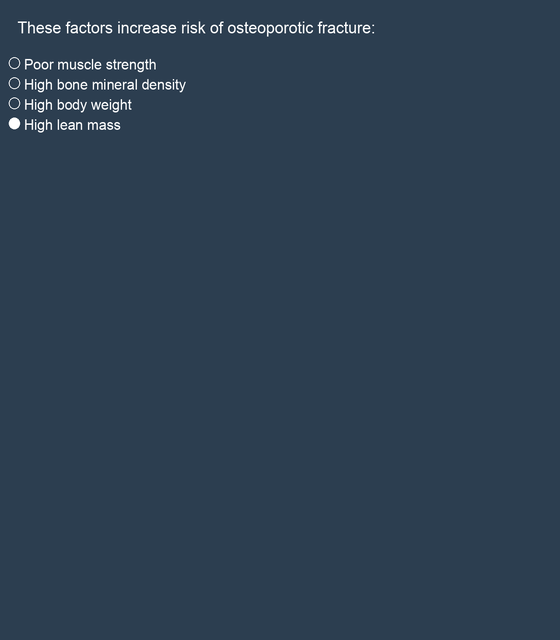 These factors increase risk of osteoporotic fracture:
Poor muscle strength
High bone mineral density
High body weight
High lean mass